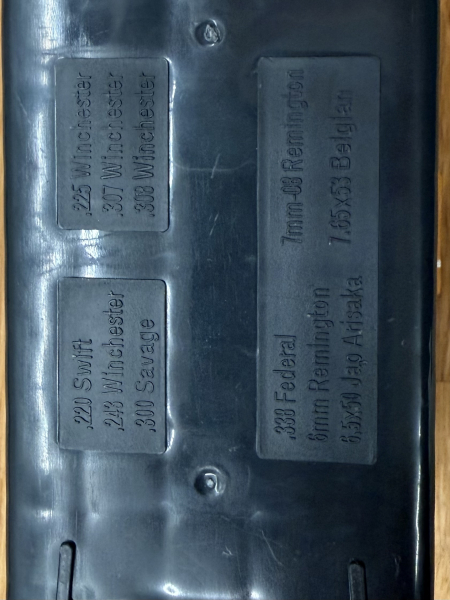 .220 Swift
.243 Winchester
.300 Savage
.225 Winchester
.307 Winchester
.308 Winchester
.338 Federal
6mm Remington
6.5x50 Jap Arisaka
7mm-08 Remington
7.65x53 Belgian